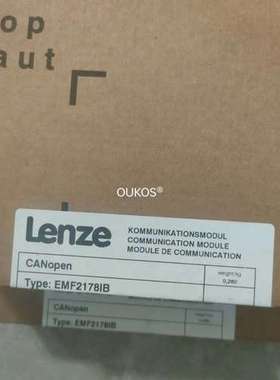 op
aut
OUKOS®
Lenze
KOMMUNIKATIONSMODUL
COMMUNICATION MODULE
MODULE DE COMMUNICATION
CANopen
weight/kg
0,260
Type: EMF2178IB
CANopen
Type: EMF2178IB